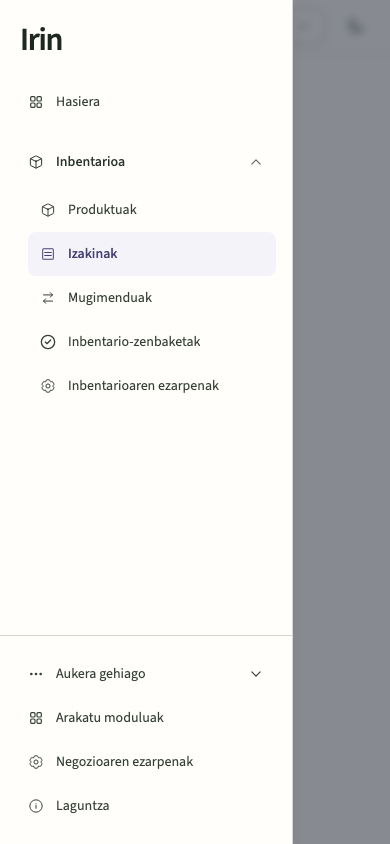 Irin
Hasiera
Inbentarioa
Produktuak
Izakinak
Mugimenduak
Inbentario-zenbaketak
Inbentarioaren ezarpenak
Aukera gehiago
Arakatu moduluak
Negozioaren ezarpenak
Laguntza